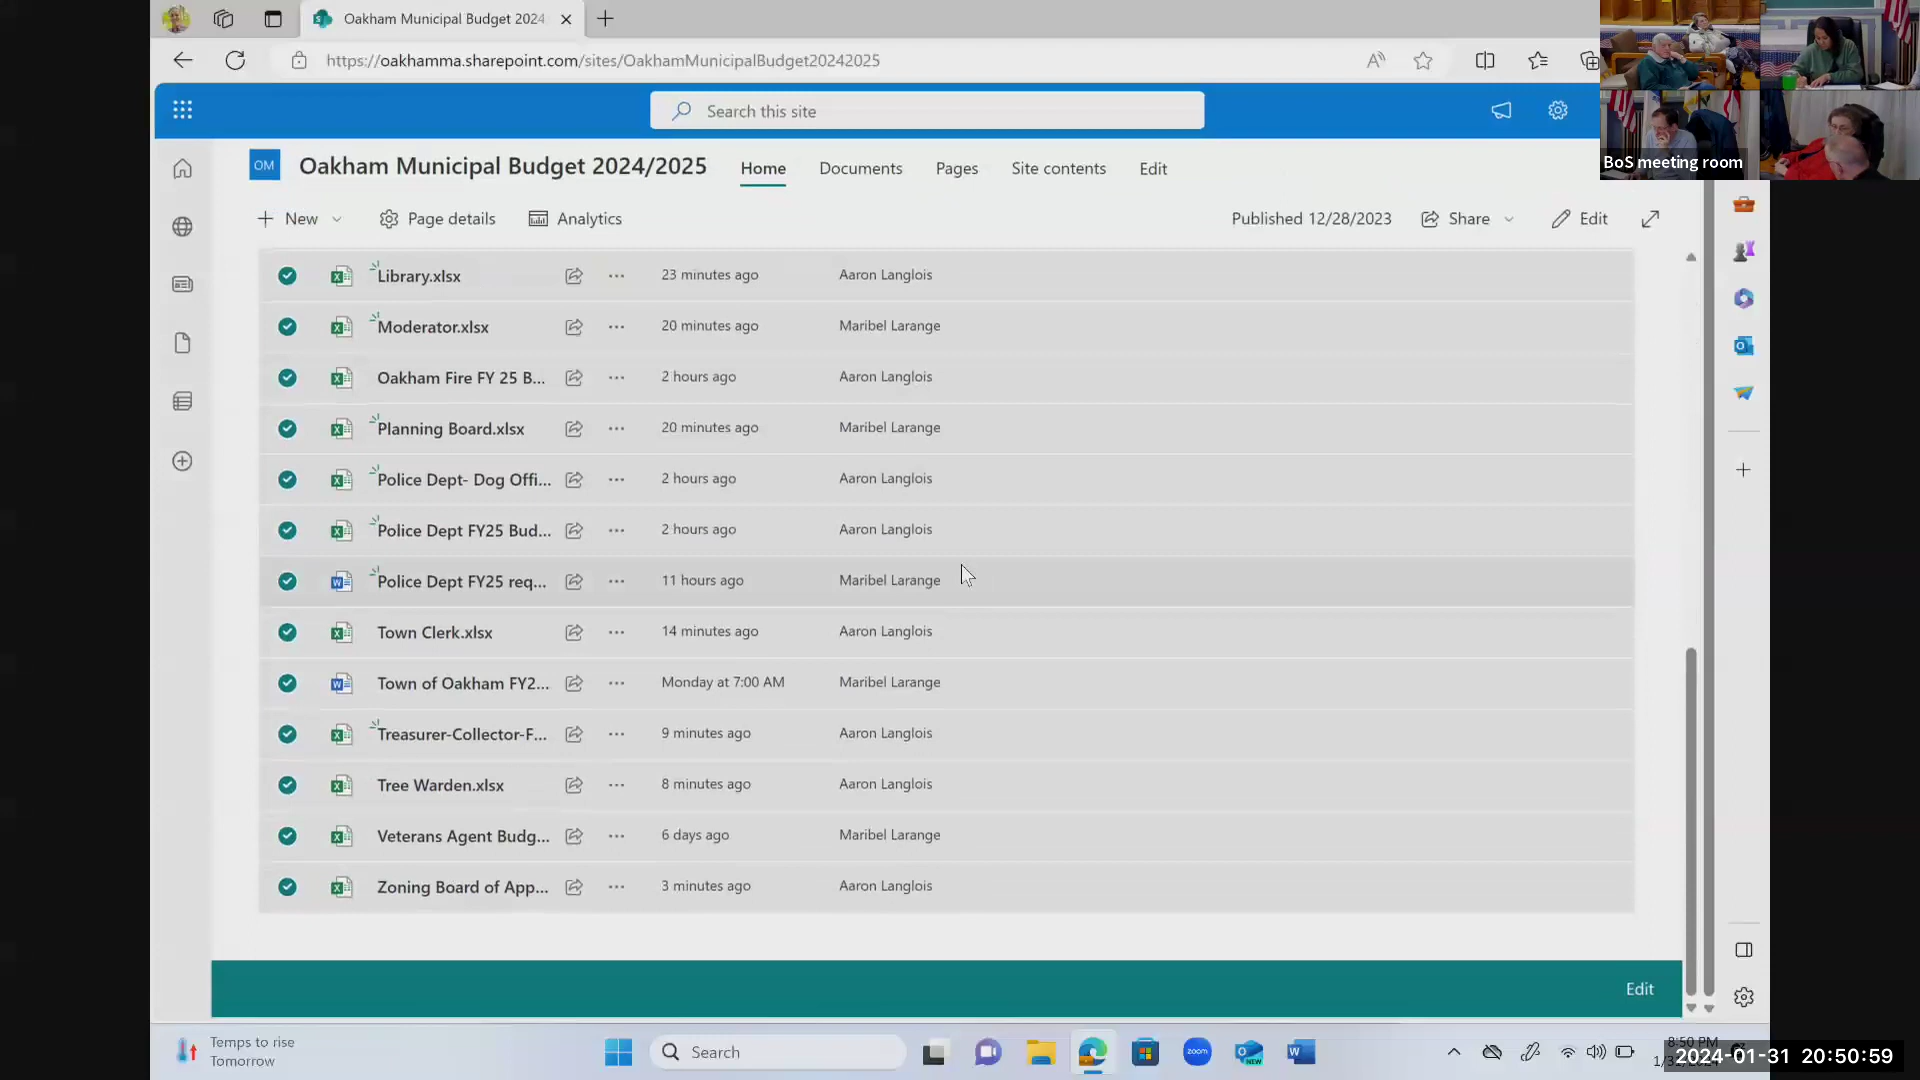 Oakham Municipal Budget 2024
https://oakhamma.sharepoint.com/sites/OakhamMunicipalBudget20242025
Search this site
OM Oakham Municipal Budget 2024/2025 Home Documents Pages Site contents Edit
BoS meeting room
New Page details Analytics Published 12/28/2023 Share Edit
Library.xlsx 23 minutes ago Aaron Langlois
Moderator.xlsx 20 minutes ago Maribel Larange
Oakham Fire FY 25 B... 2 hours ago Aaron Langlois
Planning Board.xlsx 20 minutes ago Maribel Larange
Police Dept- Dog Offi... 2 hours ago Aaron Langlois
Police Dept FY25 Bud... 2 hours ago Aaron Langlois
Police Dept FY25 req... 11 hours ago Maribel Larange
Town Clerk.xlsx 14 minutes ago Aaron Langlois
Town of Oakham FY2... Monday at 7:00 AM Maribel Larange
Treasurer-Collector-F... 9 minutes ago Aaron Langlois
Tree Warden.xlsx 8 minutes ago Aaron Langlois
Veterans Agent Budg... 6 days ago Maribel Larange
Zoning Board of App... 3 minutes ago Aaron Langlois
Edit
Temps to rise
Tomorrow
Search
zoom
NEW
8:50 PM
2024-01-31 20:50:59